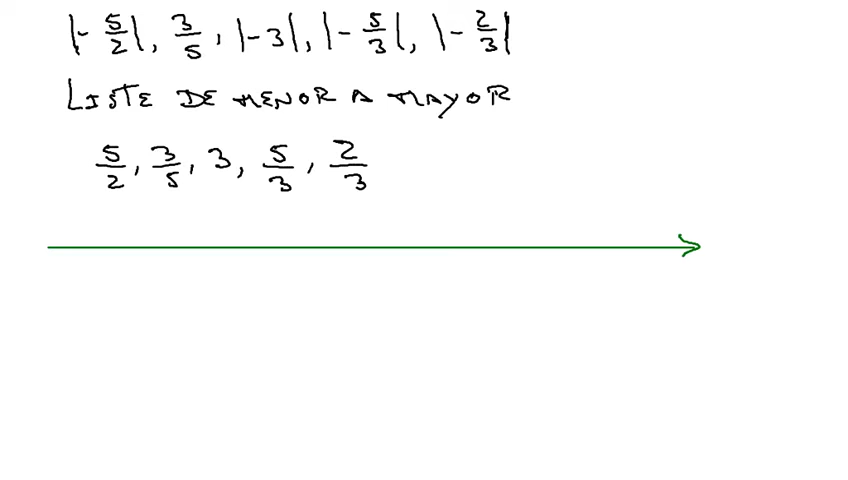 |-5/2|, 3/5, |-3|, |-5/3|, |-2/3|
LISTE DE MENOR A MAYOR
5/2, 3/5, 3, 5/3, 2/3